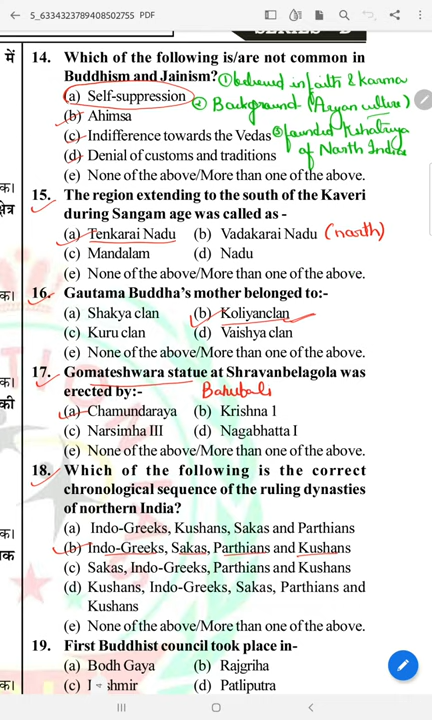 S_6334323789408502755
PDF
में
14. Which of the following is/are not common in
Buddhism and Jainism? ① believed in faith & karma
(a) Self-suppression ② Background (Aryan culture)
(b) Ahimsa
(c) Indifference towards the Vedas ③ founded Kshatriya
(d) Denial of customs and traditions of North India
(e) None of the above/More than one of the above.
क।
क्षेत्र
15. The region extending to the south of the Kaveri
during Sangam age was called as -
(a) Tenkarai Nadu (b) Vadakarai Nadu (north)
(c) Mandalam (d) Nadu
(e) None of the above/More than one of the above.
क।
16. Gautama Buddha's mother belonged to:-
(a) Shakya clan (b) Koliyanclan
(c) Kuru clan (d) Vaishya clan
(e) None of the above/More than one of the above.
क।
की
17. Gomateshwara statue at Shravanbelagola was
erected by:- Bahubali
(a) Chamundaraya (b) Krishna 1
(c) Narsimha III (d) Nagabhatta I
(e) None of the above/More than one of the above.
18. Which of the following is the correct
chronological sequence of the ruling dynasties
of northern India?
क।
(a) Indo-Greeks, Kushans, Sakas and Parthians
(b) Indo-Greeks, Sakas, Parthians and Kushans
(c) Sakas, Indo-Greeks, Parthians and Kushans
(d) Kushans, Indo-Greeks, Sakas, Parthians and
Kushans
(e) None of the above/More than one of the above.
19. First Buddhist council took place in-
(a) Bodh Gaya (b) Rajgriha
क।
(c) shmir (d) Patliputra